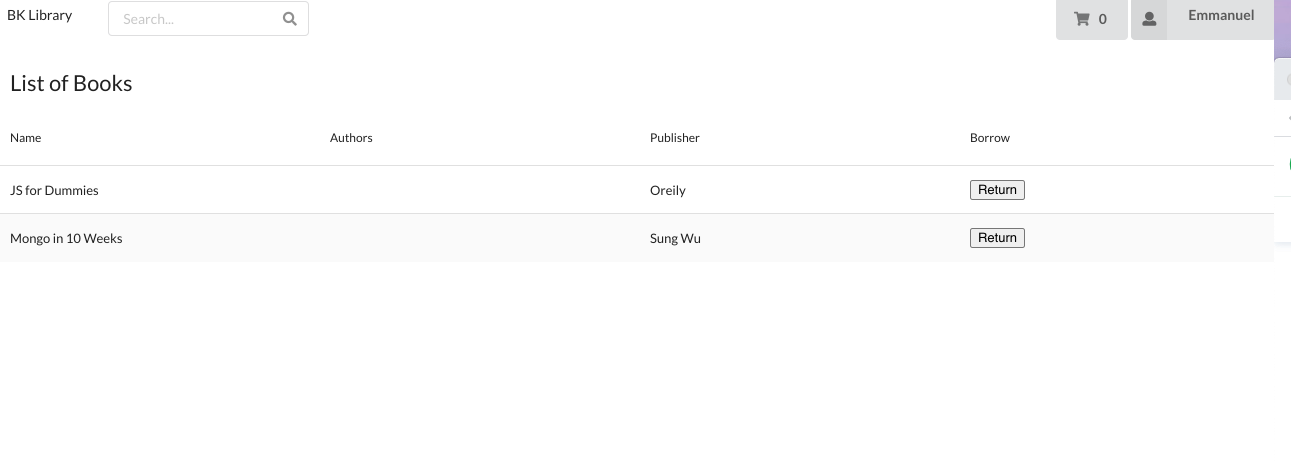 BK Library
Search...
0
Emmanuel
List of Books
Name Authors Publisher Borrow
JS for Dummies Oreily Return
Mongo in 10 Weeks Sung Wu Return